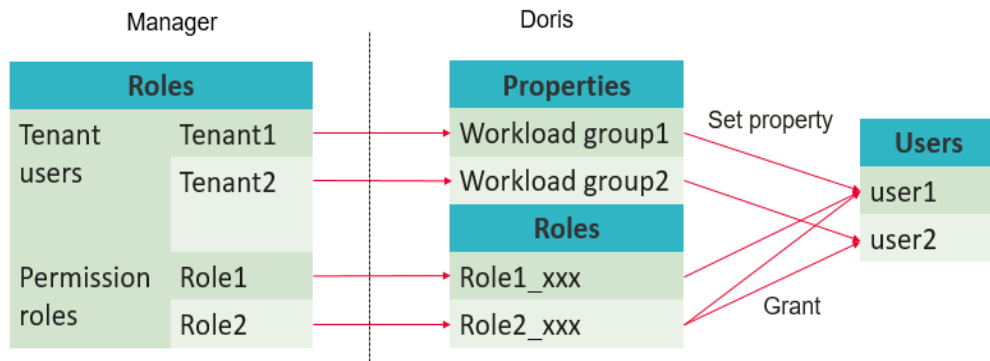 Manager
Doris
Roles
Tenant users
Tenant1
Tenant2
Permission roles
Role1
Role2
Properties
Workload group1
Workload group2
Roles
Role1_xxx
Role2_xxx
Set property
Grant
Users
user1
user2